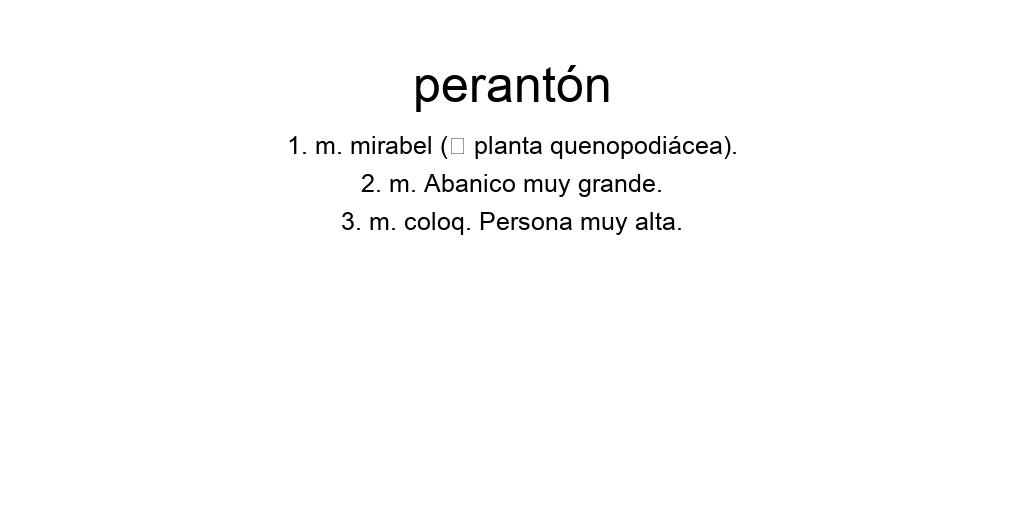 perantón
1. m. mirabel (□ planta quenopodiácea).
2. m. Abanico muy grande.
3. m. coloq. Persona muy alta.